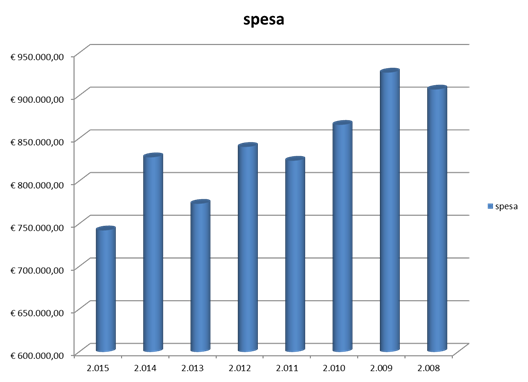 spesa
€ 950.000,00
€ 900.000,00
€ 850.000,00
€ 800.000,00
€ 750.000,00
€ 700.000,00
€ 650.000,00
€ 600.000,00
2.015 2.014 2.013 2.012 2.011 2.010 2.009 2.008
spesa